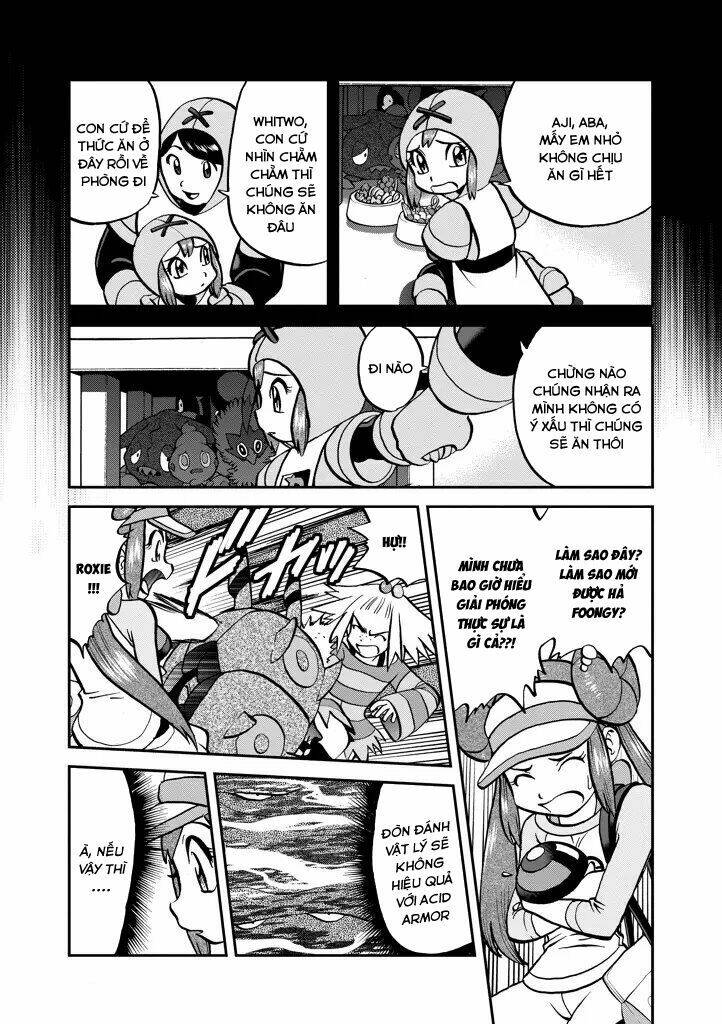 AJI, ABA,
MẤY EM NHỎ
KHÔNG CHỊU
ĂN GÌ HẾT
WHITWO,
CON CỨ
NHÌN CHẰM
CHẰM THÌ
CHÚNG SẼ
KHÔNG ĂN
ĐÂU
CON CỨ ĐỂ
THỨC ĂN Ở
ĐÂY RỒI VỀ
PHÒNG ĐI
CHỪNG NÀO
CHÚNG NHẬN RA
MÌNH KHÔNG CÓ
Ý XẤU THÌ CHÚNG
SẼ ĂN THÔI
ĐI NÀO
LÀM SAO ĐÂY?
LÀM SAO MỚI
ĐƯỢC HẢ
FOONGY?
MÌNH CHƯA
BAO GIỜ HIỂU
GIẢI PHÓNG
THỰC SỰ LÀ
GÌ CẢ??!
HỰ!!
ドドド
ROXIE
!!!
ĐÒN ĐÁNH
VẬT LÝ SẼ
KHÔNG
HIỆU QUẢ
VỚI ACID
ARMOR
À, NẾU
VẬY THÌ
....